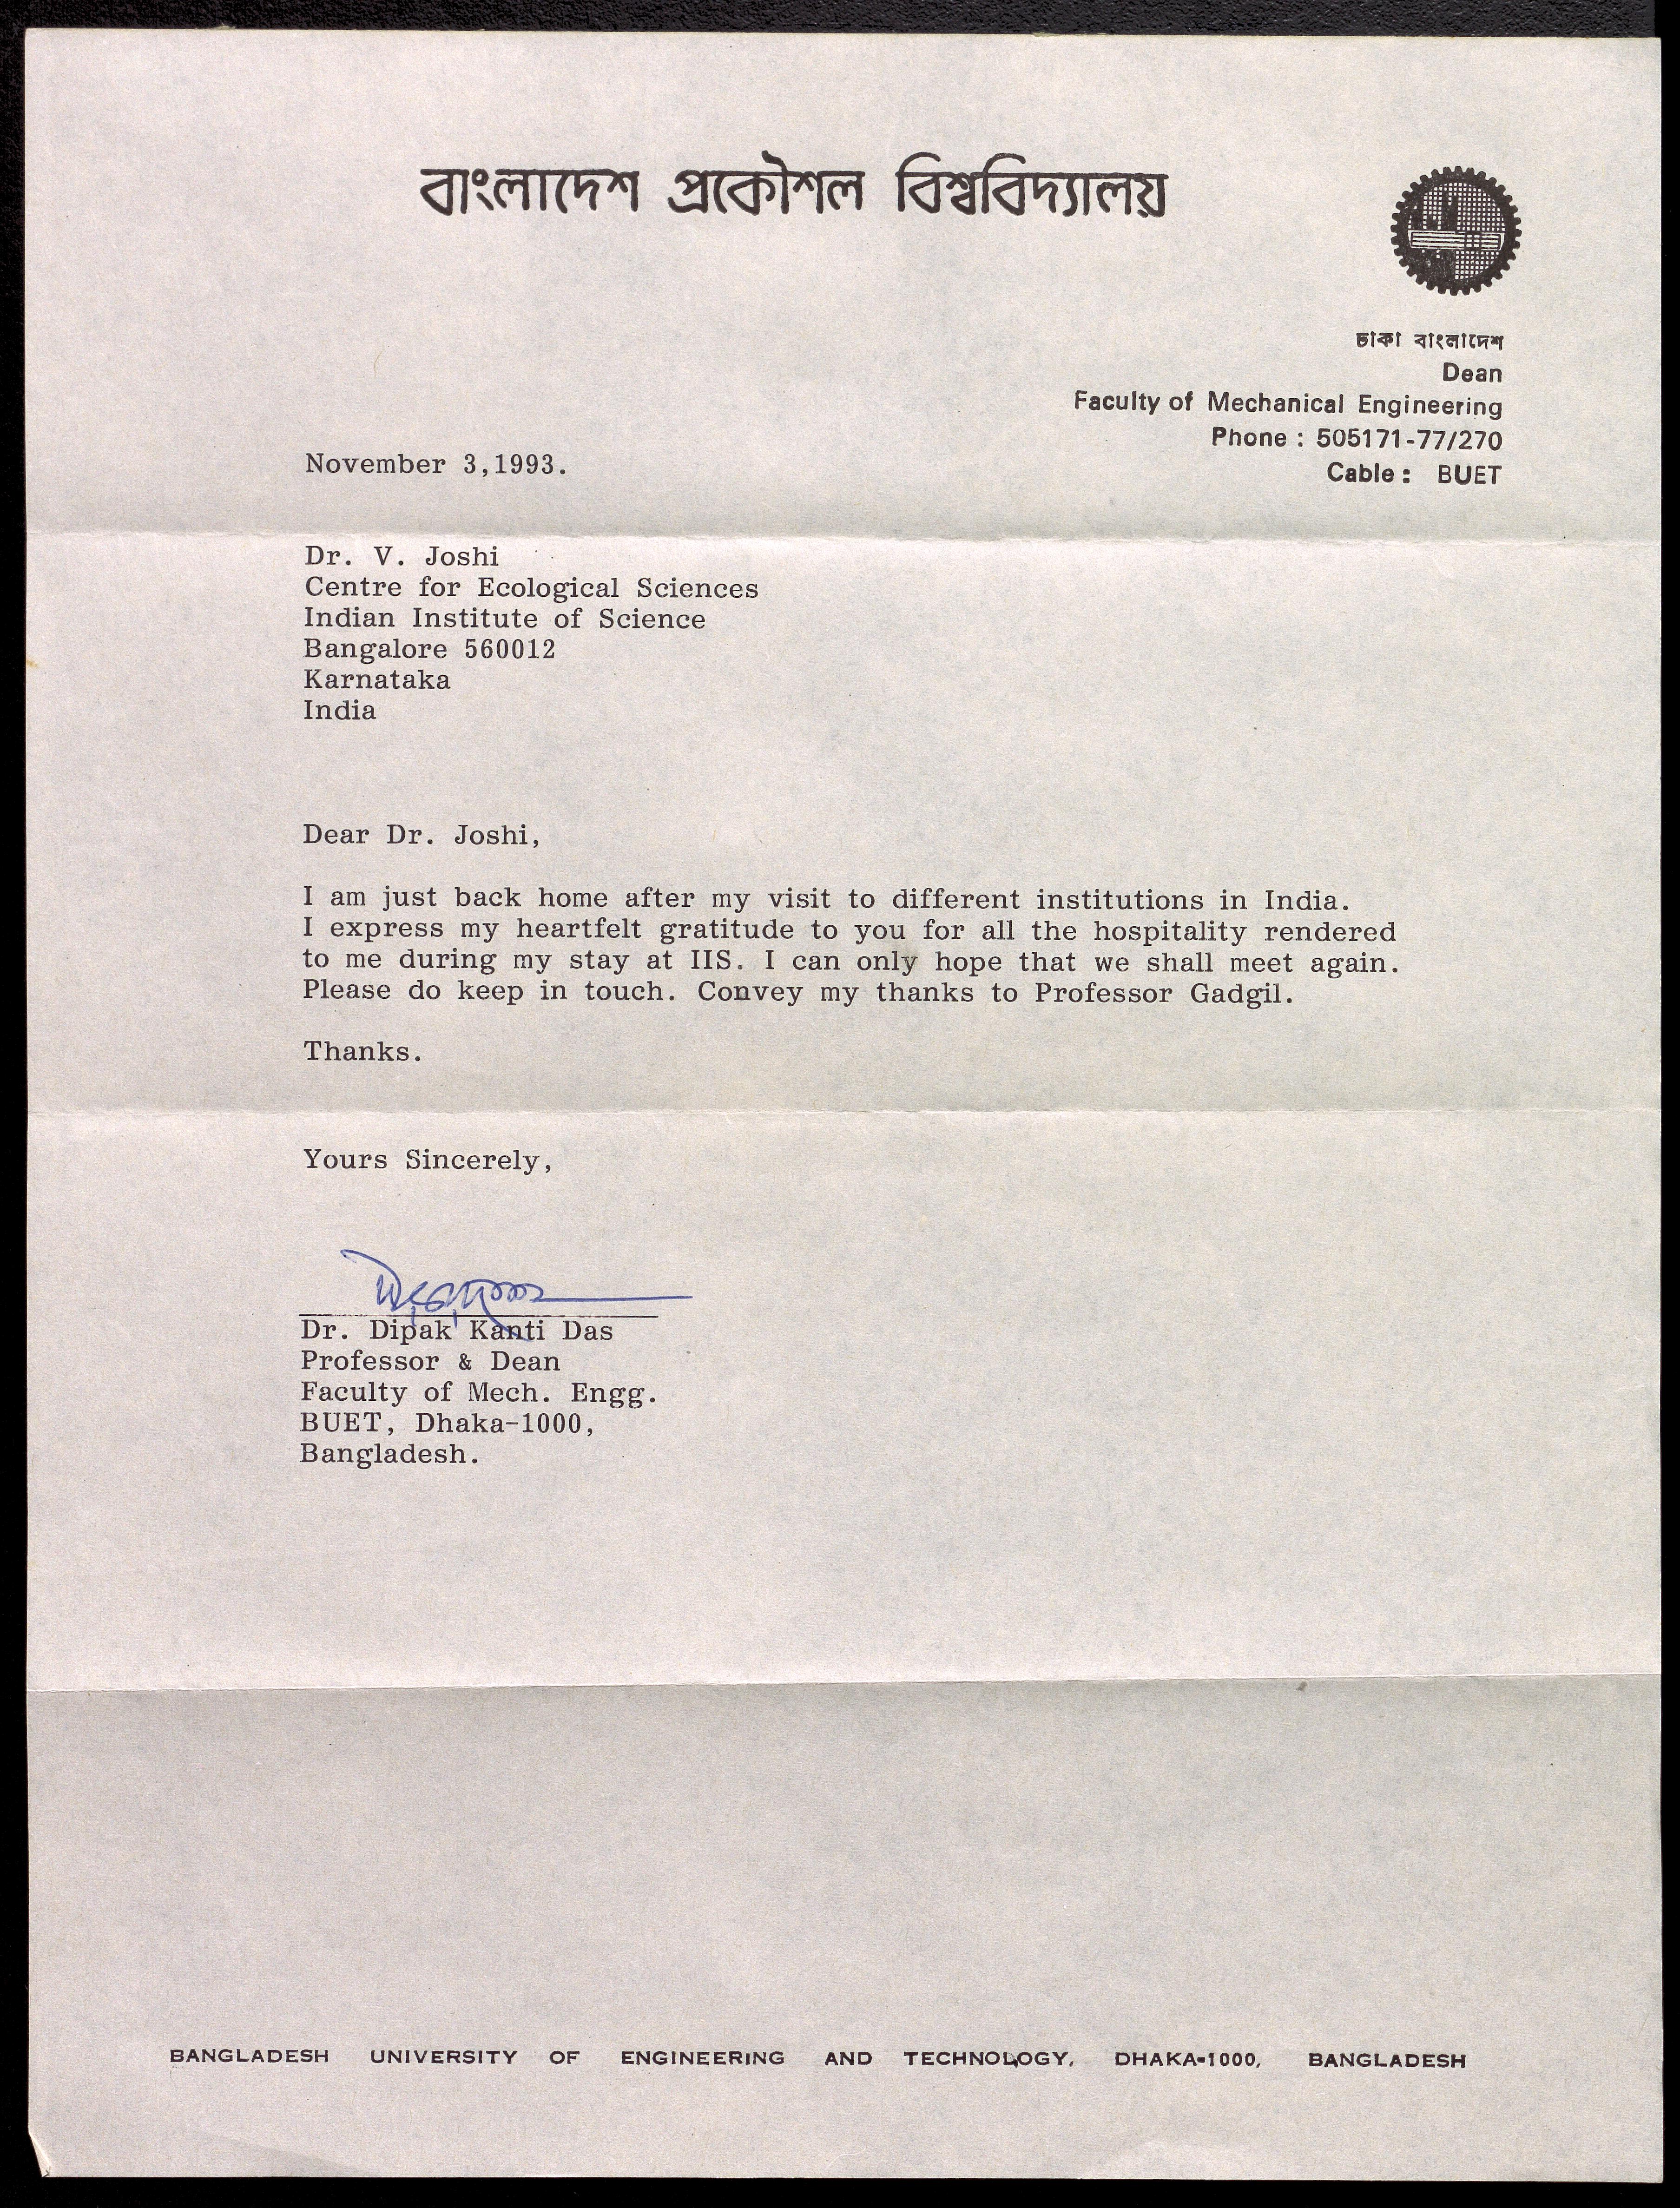 বাংলাদেশ প্রকৌশল বিশ্ববিদ্যালয়
ঢাকা বাংলাদেশ
Dean
Faculty of Mechanical Engineering
Phone : 505171-77/270
Cable : BUET
November 3,1993.
Dr. V. Joshi
Centre for Ecological Sciences
Indian Institute of Science
Bangalore 560012
Karnataka
India
Dear Dr. Joshi,
I am just back home after my visit to different institutions in India.
I express my heartfelt gratitude to you for all the hospitality rendered
to me during my stay at IIS. I can only hope that we shall meet again.
Please do keep in touch. Convey my thanks to Professor Gadgil.
Thanks.
Yours Sincerely,
Dr. Dipak Kanti Das
Professor & Dean
Faculty of Mech. Engg.
BUET, Dhaka-1000,
Bangladesh.
BANGLADESH UNIVERSITY OF ENGINEERING AND TECHNOLOGY, DHAKA-1000, BANGLADESH